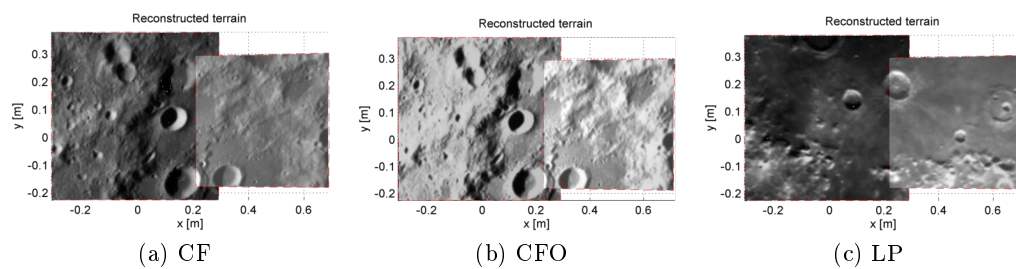 Reconstructed terrain
0.3
0.2
0.1
0
-0.1
-0.2
y [m]
-0.2 0 0.2 0.4 0.6
x [m]
(a) CF
Reconstructed terrain
0.3
0.2
0.1
0
-0.1
-0.2
y [m]
-0.2 0 0.2 0.4 0.6
x [m]
(b) CFO
Reconstructed terrain
0.3
0.2
0.1
0
-0.1
-0.2
y [m]
-0.2 0 0.2 0.4 0.6
x [m]
(c) LP